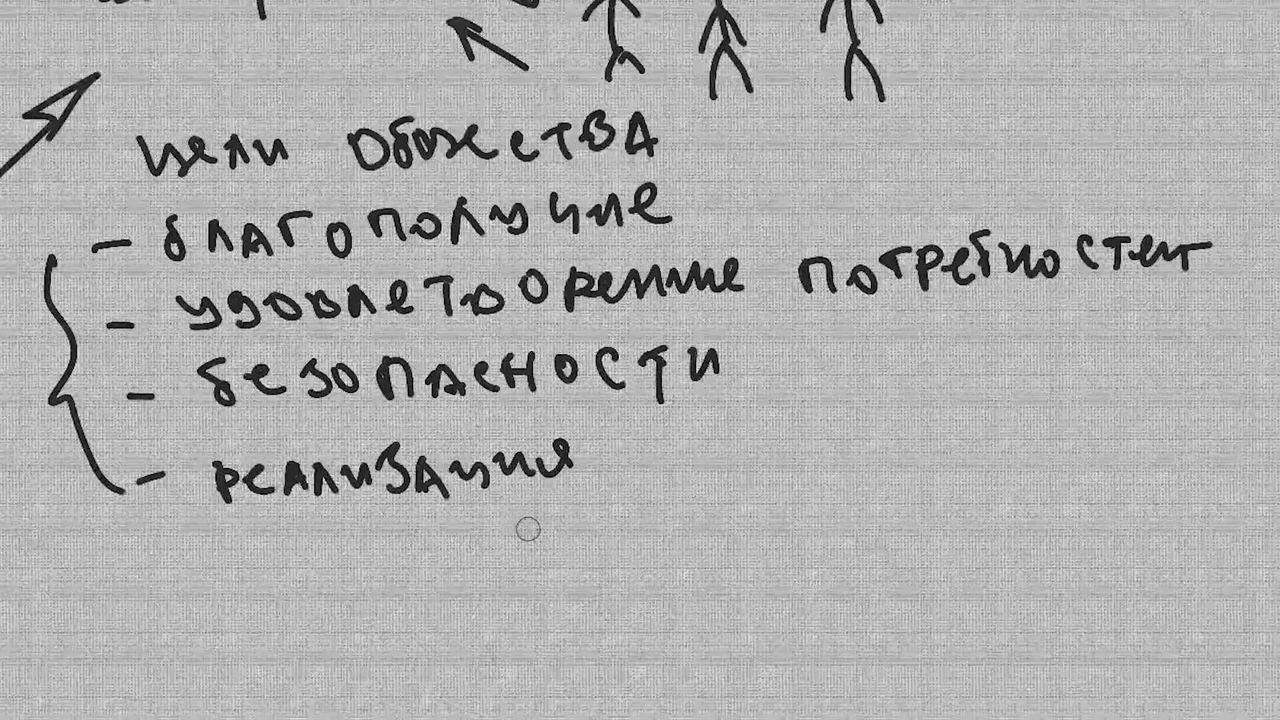 цели общества
- благополучие
- удовлетворение потребностей
- безопасности
- реализация